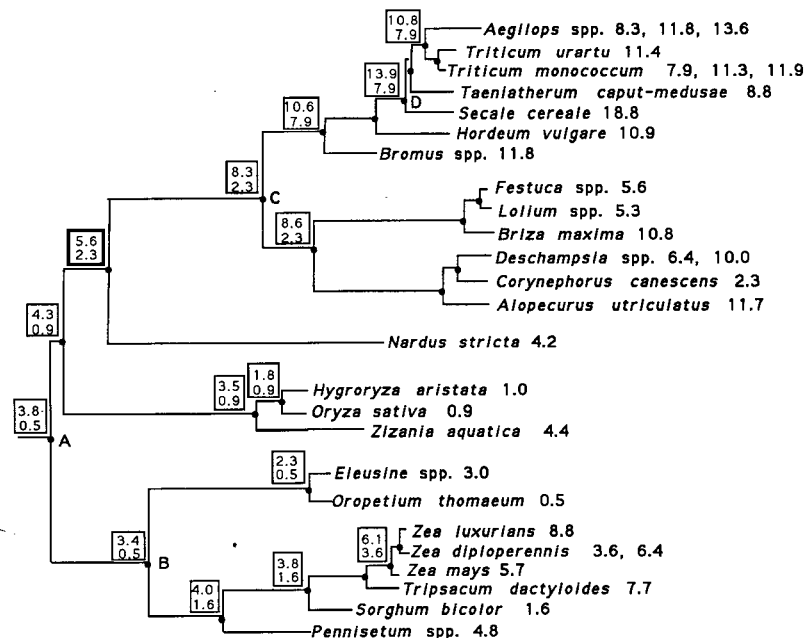 10.8
7.9
Aegilops spp. 8.3, 11.8, 13.6
Triticum urartu 11.4
13.9
7.9
Triticum monococcum 7.9, 11.3, 11.9
Taeniatherum caput-medusae 8.8
D
10.6
7.9
Secale cereale 18.8
Hordeum vulgare 10.9
Bromus spp. 11.8
8.3
2.3
C
Festuca spp. 5.6
Lolium spp. 5.3
8.6
2.3
Briza maxima 10.8
5.6
2.3
Deschampsia spp. 6.4, 10.0
Corynephorus canescens 2.3
Alopecurus utriculatus 11.7
4.3
0.9
Nardus stricta 4.2
1.8
0.9
3.5
0.9
Hygroryza aristata 1.0
Oryza sativa 0.9
3.8
0.5
A
Zizania aquatica 4.4
2.3
0.5
Eleusine spp. 3.0
Oropetium thomaeum 0.5
3.4
0.5
B
6.1
3.6
Zea luxurians 8.8
Zea diploperennis 3.6, 6.4
3.8
1.6
Zea mays 5.7
4.0
1.6
Tripsacum dactyloides 7.7
Sorghum bicolor 1.6
Pennisetum spp. 4.8